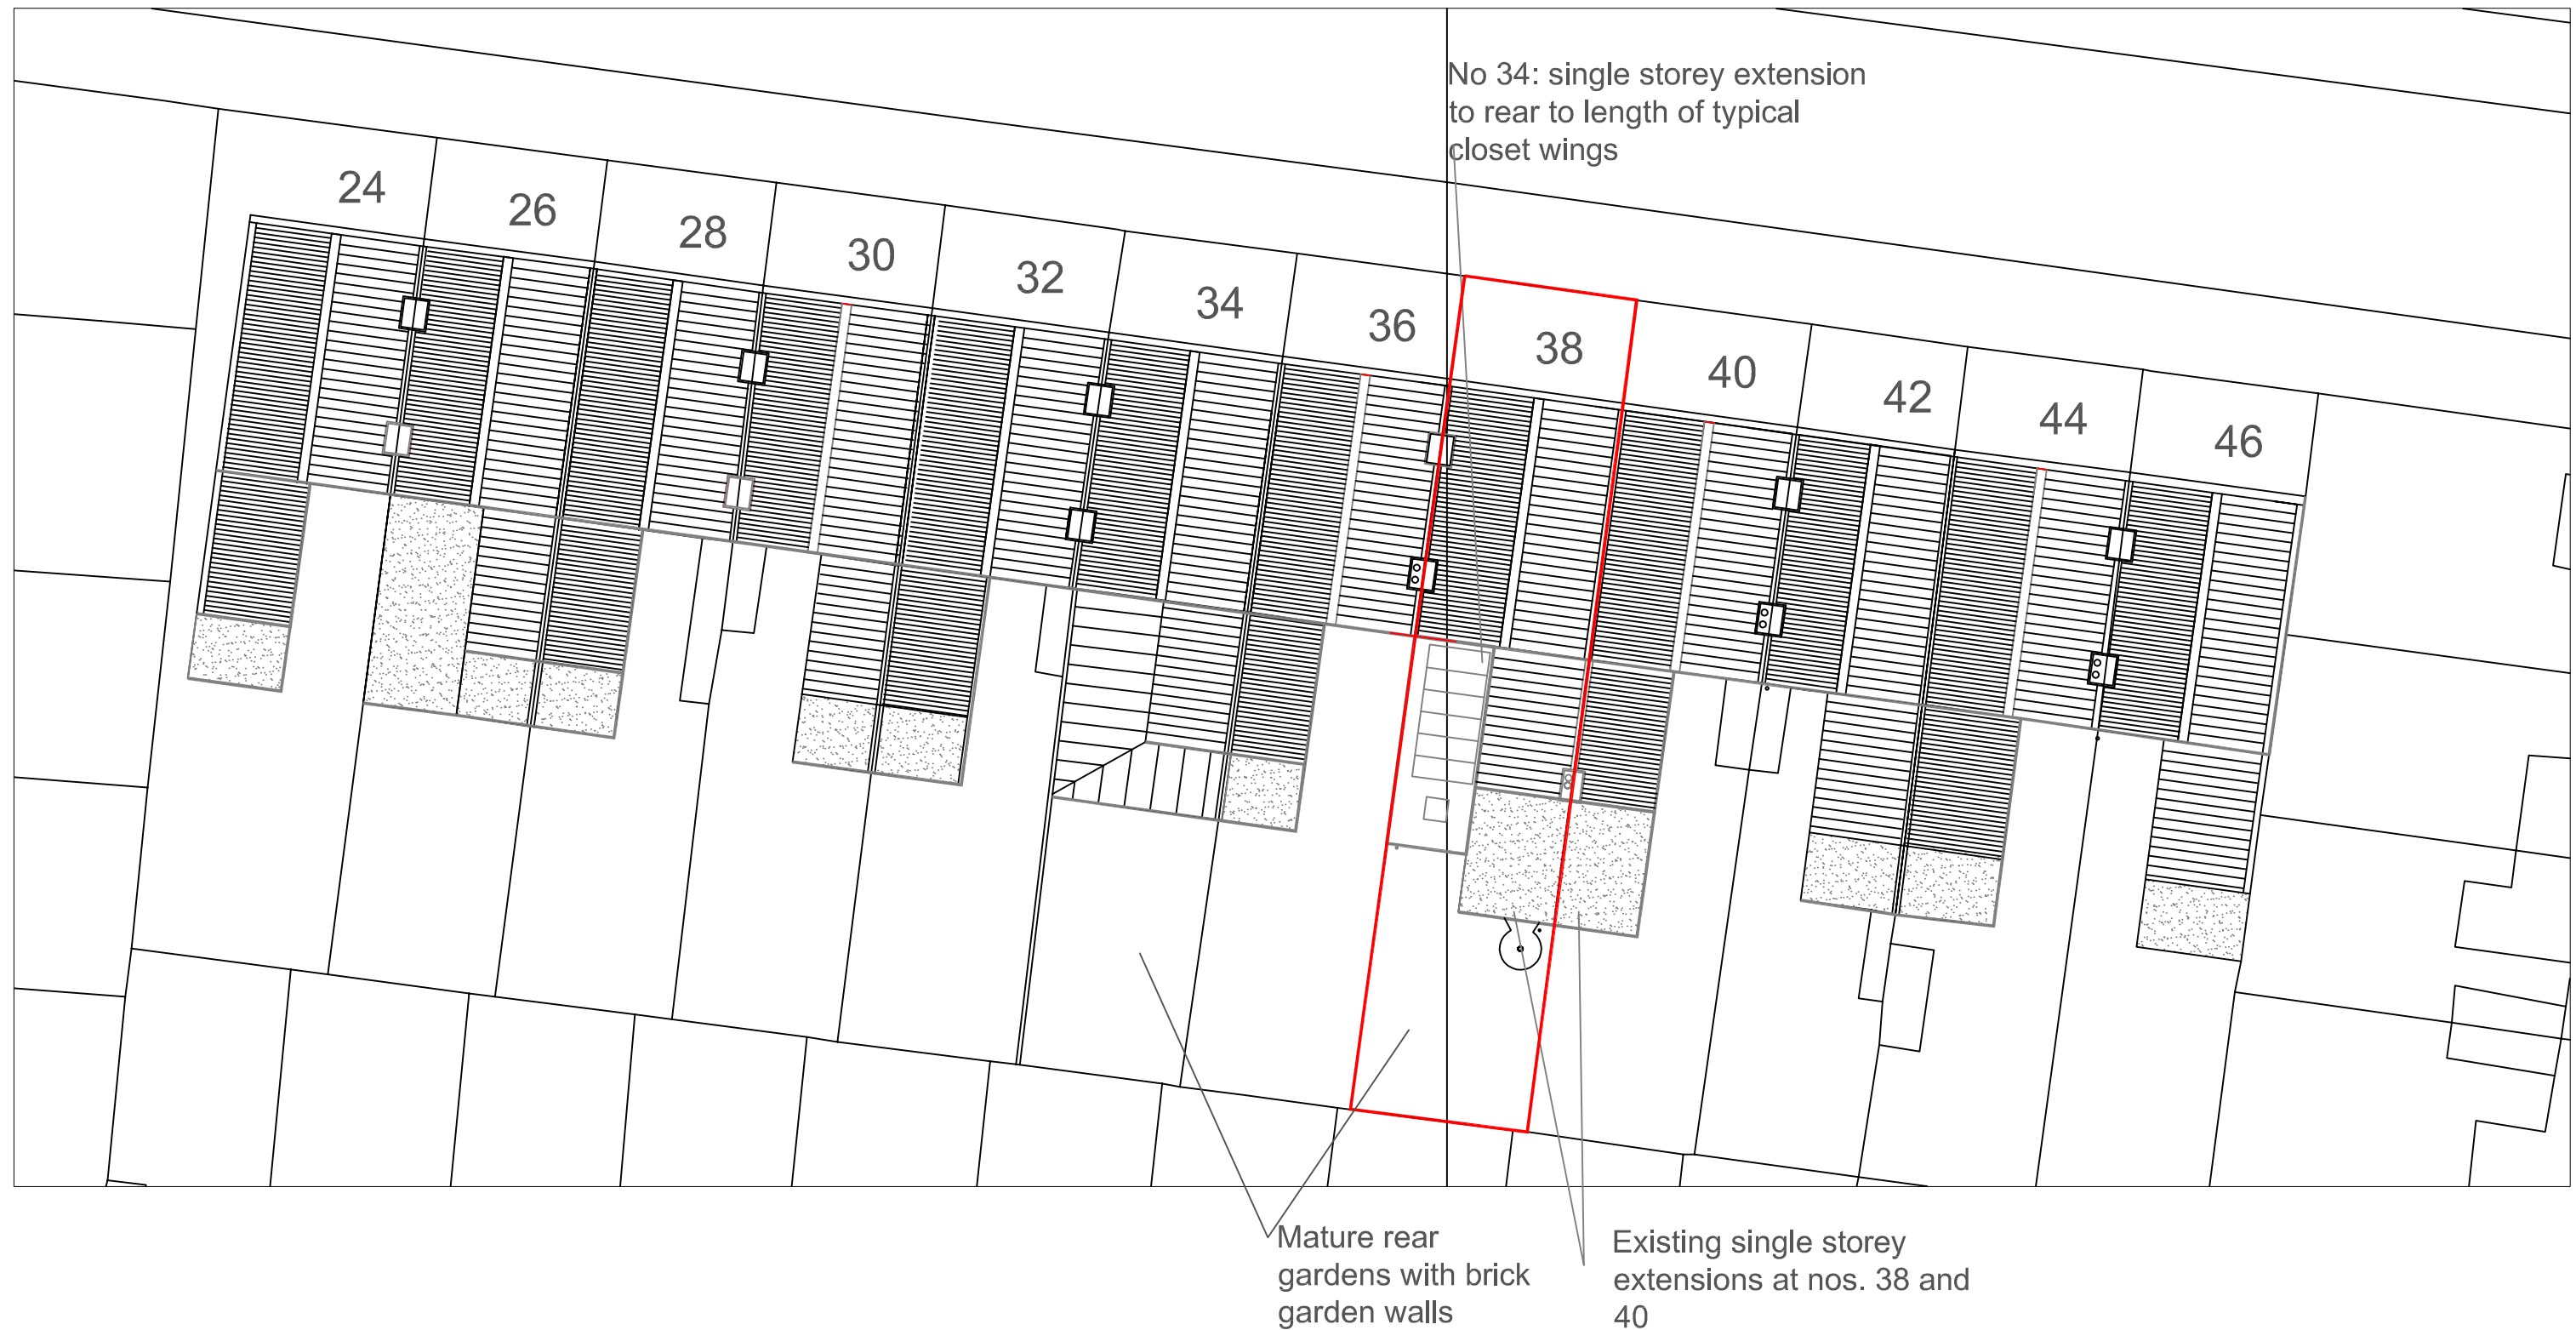 No 34: single storey extension
to rear to length of typical
closet wings
24
26
28
30
32
34
36
38
40
42
44
46
Mature rear
gardens with brick
garden walls
Existing single storey
extensions at nos. 38 and
40